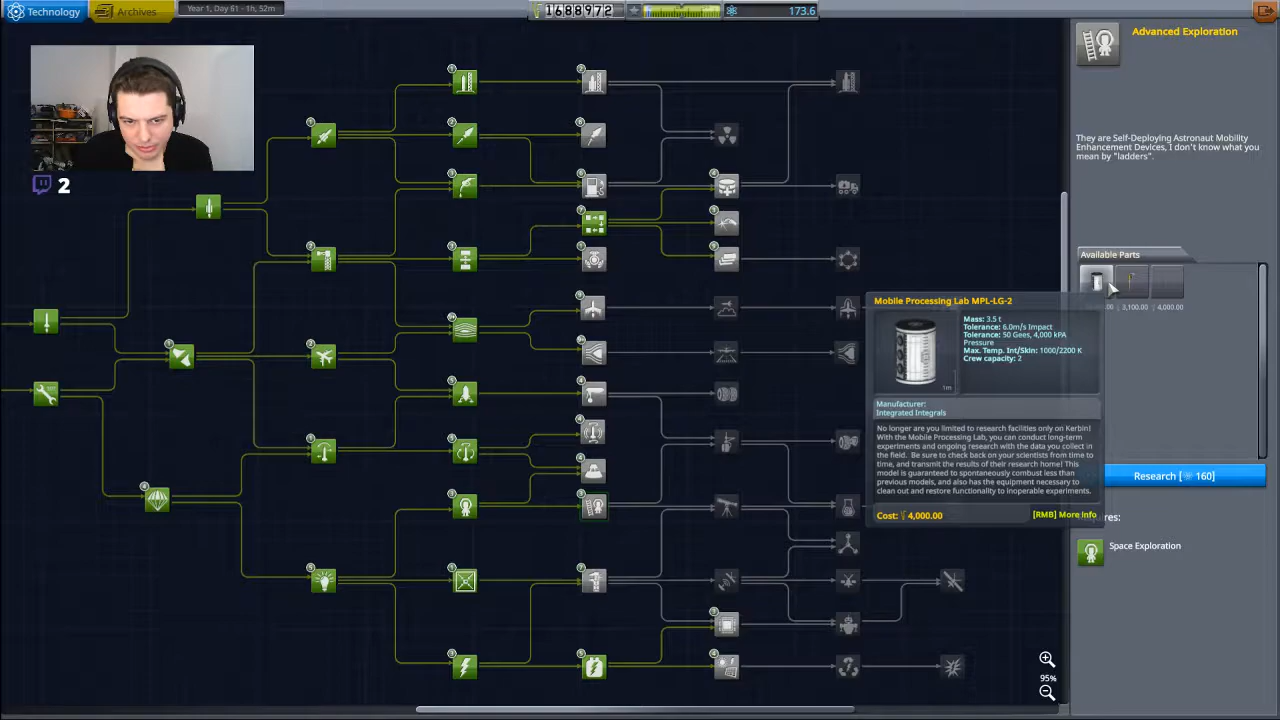 Technology
Archives
Year 1, Day 61 - 1h, 52m
1688972
173.6
Advanced Exploration
They are Self-Deploying Astronaut Mobility
Enhancement Devices, I don't know what you
mean by "ladders".
2
Available Parts
3,100.00
4,000.00
Mobile Processing Lab MPL-LG-2
Mass: 3.5 t
Tolerance: 6.0m/s Impact
Tolerance: 50 Gees, 4,000 kPA
Pressure
Max. Temp. Int/Skin: 1000/2200 K
Crew capacity: 2
1m
Manufacturer:
Integrated Integrals
No longer are you limited to research facilities only on Kerbin!
With the Mobile Processing Lab, you can conduct long-term
experiments and ongoing research with the data you collect in
the field. Be sure to check back on your scientists from time to
time, and transmit the results of their research home! This
model is guaranteed to spontaneously combust less than
previous models, and also has the equipment necessary to
clean out and restore functionality to inoperable experiments.
Cost: 4,000.00
[RMB] More Info
Research [160]
Space Exploration
95%